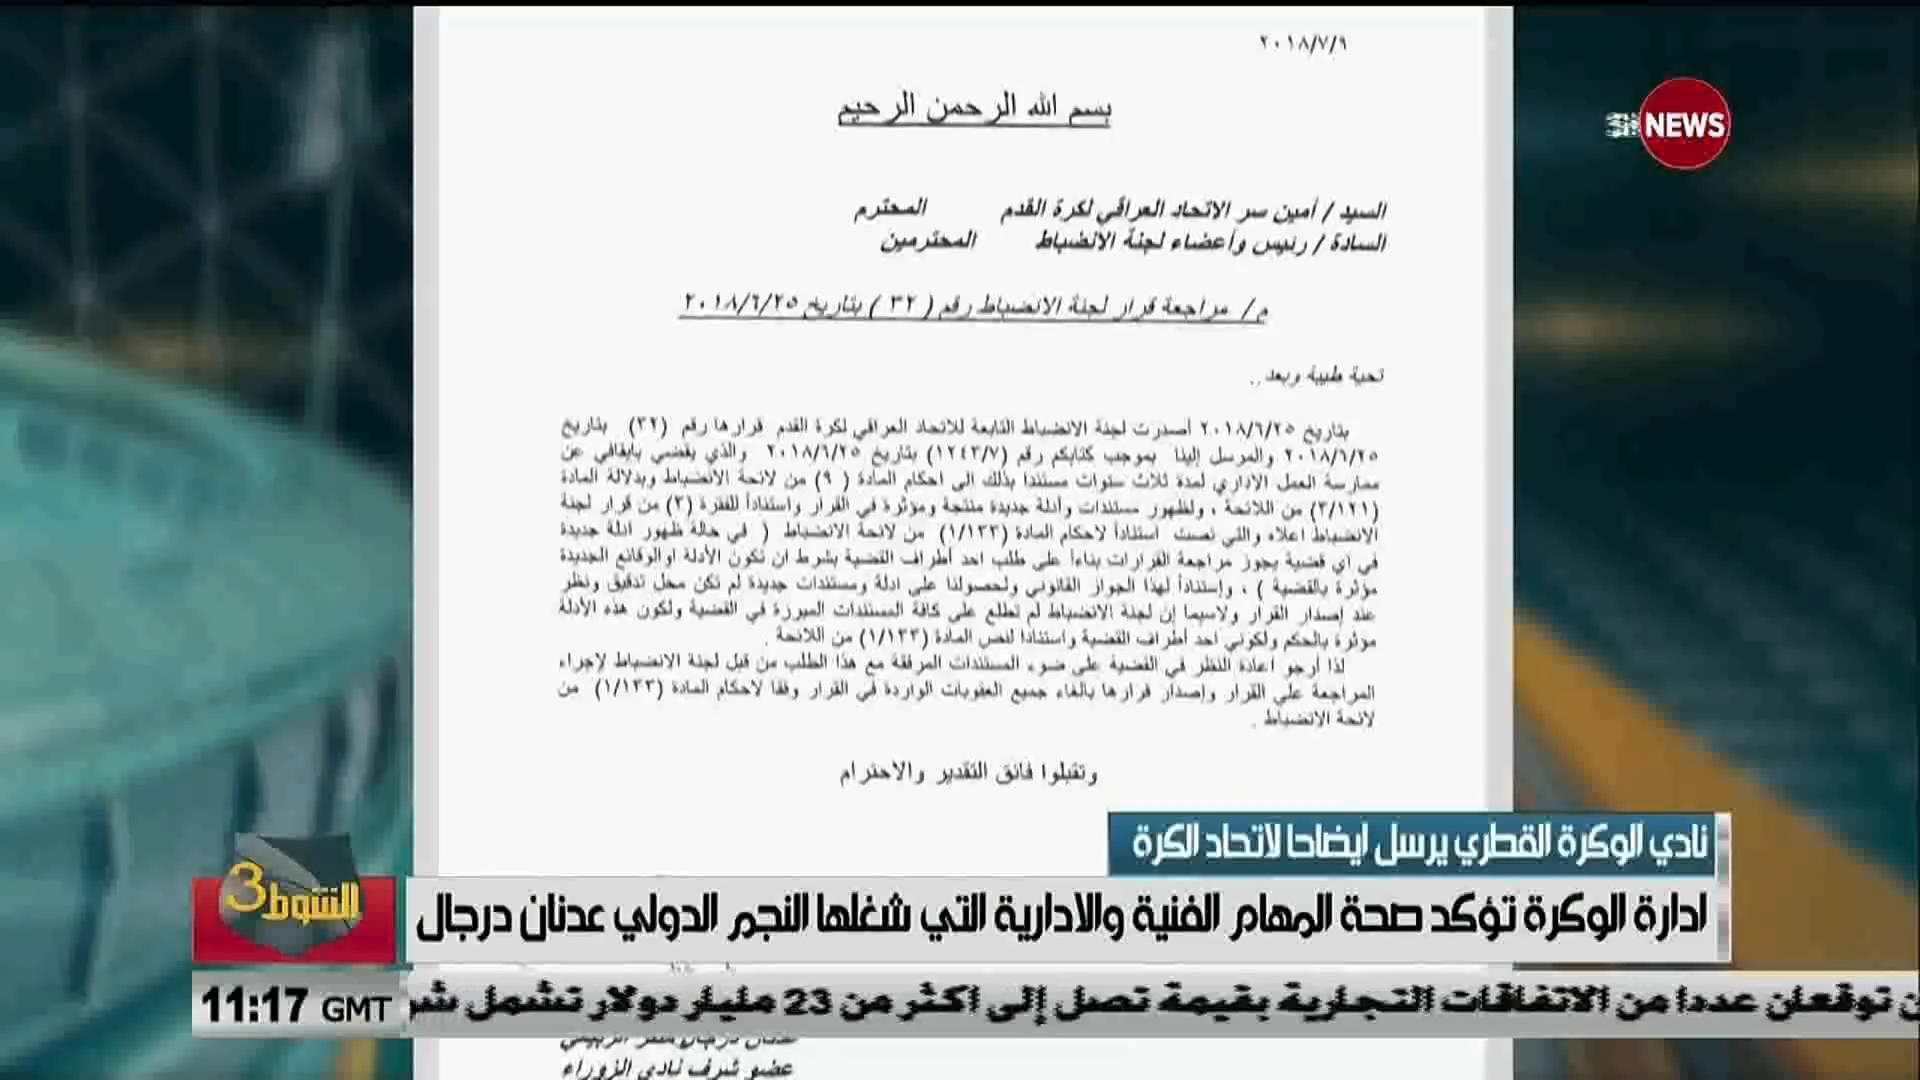 ٢٠١٨/٧/٩
NEWS
بسم الله الرحمن الرحيم
السيد / أمين سر الاتحاد العراقي لكرة القدم المحترم
السادة / رئيس وأعضاء لجنة الانضباط المحترمين
م / مراجعة قرار لجنة الانضباط رقم ( ٣٢ ) بتاريخ ٢٠١٨/٦/٢٥
تحية طيبة وبعد..
بتاريخ ٢٠١٨/٦/٢٥ أصدرت لجنة الانضباط التابعة للاتحاد العراقي لكرة القدم قرارها رقم (٣٢) بتاريخ
٢٠١٨/٦/٢٥ والمرسل إلينا بموجب كتابكم رقم (١٢٤٣/٧) بتاريخ ٢٠١٨/٦/٢٥ والذي يقضي بايقافي عن
ممارسة العمل الاداري لمدة ثلاث سنوات مستندا بذلك الى احكام المادة ( ٩) من لائحة الانضباط وبدلالة المادة
(٣/١٢١) من اللائحة ، ولظهور مستندات وأدلة جديدة منتجة ومؤثرة في القرار واستناداً للفقرة (٣) من قرار لجنة
الانضباط اعلاه والتي نصت استناداً لاحكام المادة (١/١٣٣) من لائحة الانضباط ( في حالة ظهور ادلة جديدة
في اي قضية يجوز مراجعة القرارات بناءاً على طلب احد أطراف القضية بشرط ان تكون الأدلة اوالوقائع الجديدة
مؤثرة بالقضية ) ، وإستناداً لهذا الجواز القانوني ولحصولنا على ادلة ومستندات جديدة لم تكن محل تدقيق ونظر
عند إصدار القرار ولاسيما إن لجنة الانضباط لم تطلع على كافة المستندات المبرزة في القضية ولكون هذه الأدلة
مؤثرة بالحكم ولكوني احد أطراف القضية واستنادا لنص المادة (١/١٣٣) من اللائحة .
لذا أرجو اعادة النظر في القضية على ضوء المستندات المرفقة مع هذا الطلب من قبل لجنة الانضباط لإجراء
المراجعة على القرار وإصدار قرارها بالغاء جميع العقوبات الواردة في القرار وفقا لاحكام المادة (١/١٣٣) من
لائحة الانضباط .
وتقبلوا فائق التقدير والاحترام
نادي الوكرة القطري يرسل ايضاحا لاتحاد الكرة
الشوط 3
ادارة الوكرة تؤكد صحة المهام الفنية والادارية التي شغلها النجم الدولي عدنان درجال
توقعان عددا من الاتفاقات التجارية بقيمة تصل إلى اكثر من 23 مليار دولار تشمل
11:17 GMT
عضو شرف نادي الزوراء